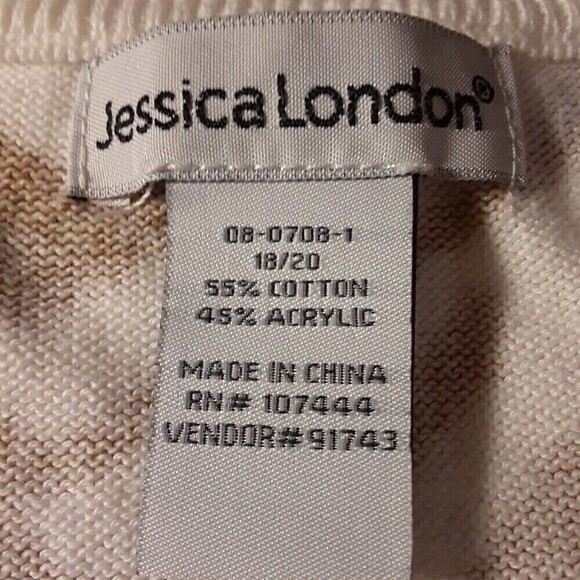 Jessica London®
08-0708-1
18/20
55% COTTON
45% ACRYLIC
MADE IN CHINA
RN# 107444
VENDOR# 91743